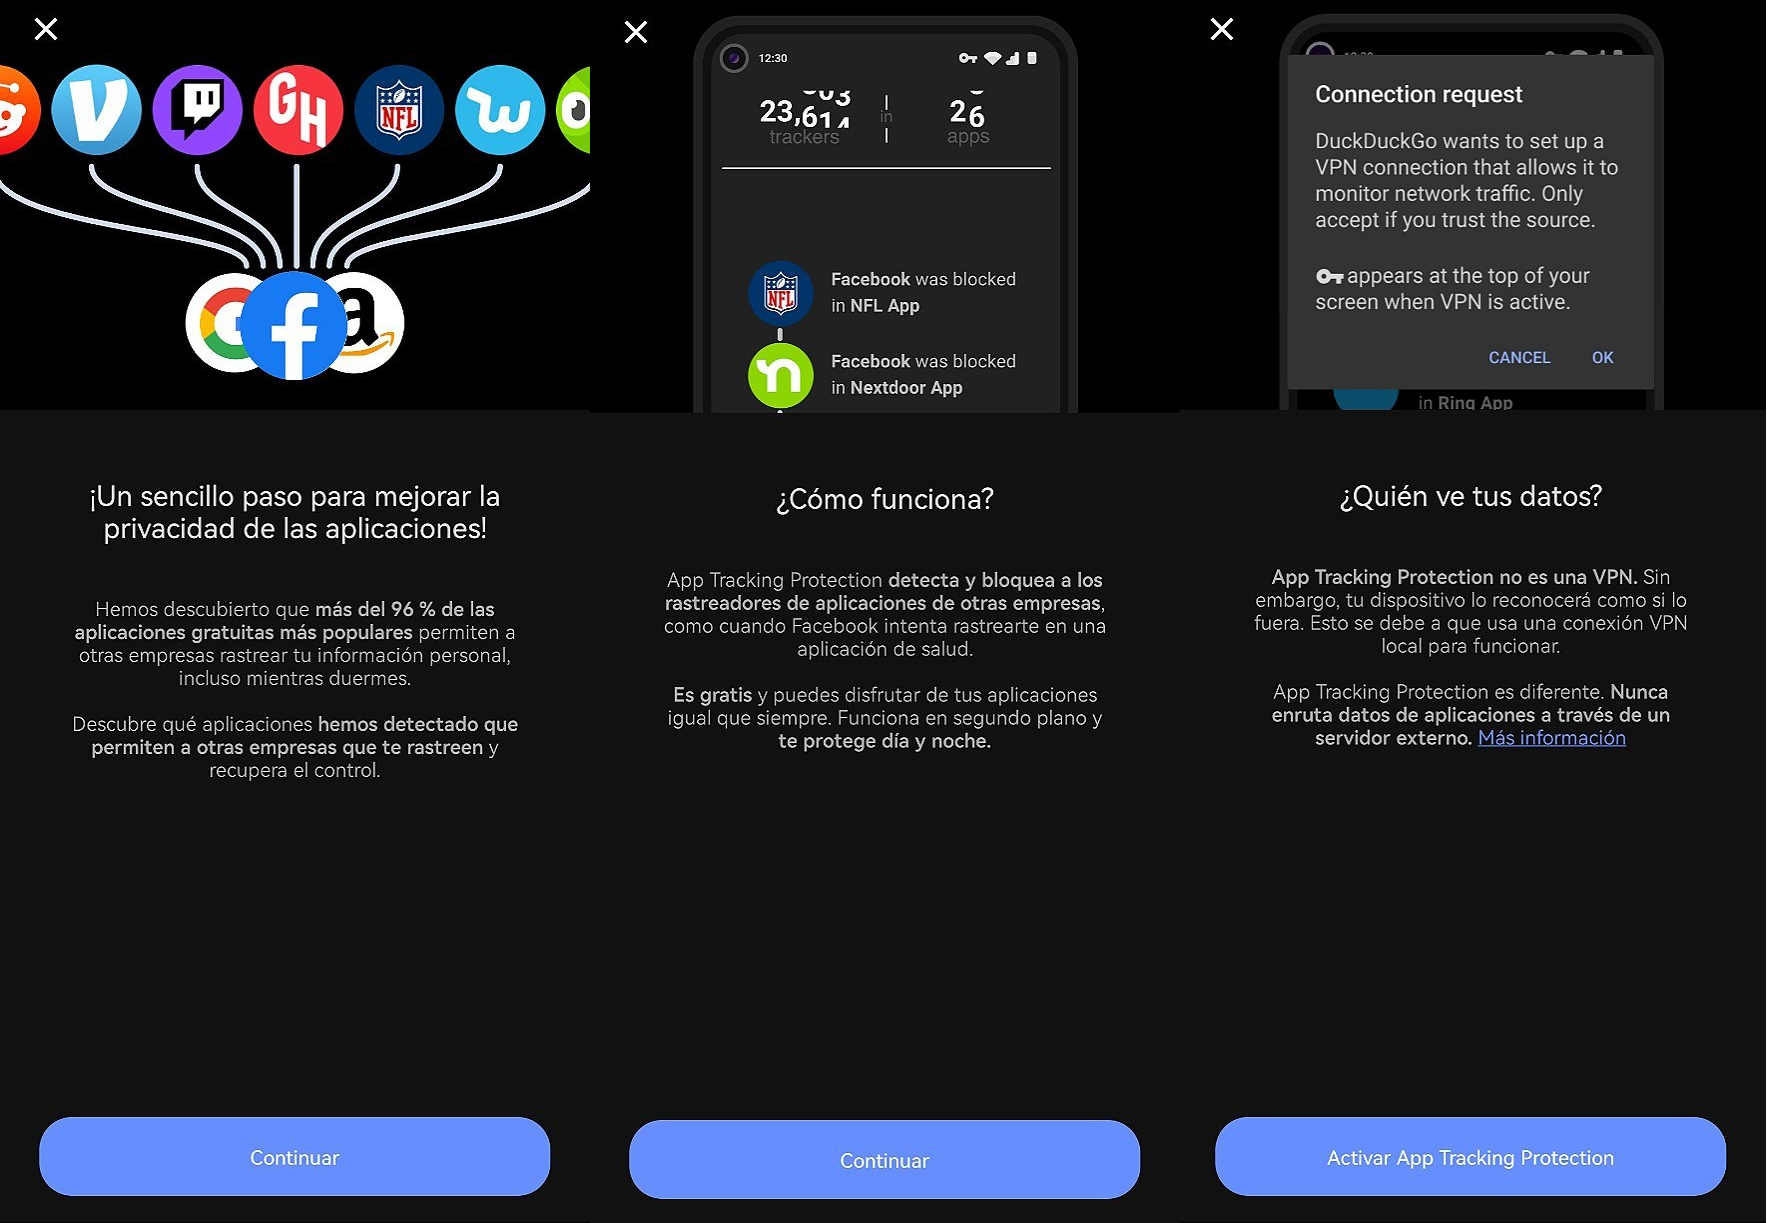 GH
NFL
¡Un sencillo paso para mejorar la
privacidad de las aplicaciones!
Hemos descubierto que más del 96 % de las
aplicaciones gratuitas más populares permiten a
otras empresas rastrear tu información personal,
incluso mientras duermes.
Descubre qué aplicaciones hemos detectado que
permiten a otras empresas que te rastreen y
recupera el control.
Continuar
12:30
trackers
in
26
apps
NFL
Facebook was blocked
in NFL App
Facebook was blocked
in Nextdoor App
¿Cómo funciona?
App Tracking Protection detecta y bloquea a los
rastreadores de aplicaciones de otras empresas,
como cuando Facebook intenta rastrearte en una
aplicación de salud.
Es gratis y puedes disfrutar de tus aplicaciones
igual que siempre. Funciona en segundo plano y
te protege día y noche.
Continuar
Connection request
DuckDuckGo wants to set up a
VPN connection that allows it to
monitor network traffic. Only
accept if you trust the source.
appears at the top of your
screen when VPN is active.
CANCEL OK
in Ring App
¿Quién ve tus datos?
App Tracking Protection no es una VPN. Sin
embargo, tu dispositivo lo reconocerá como si lo
fuera. Esto se debe a que usa una conexión VPN
local para funcionar.
App Tracking Protection es diferente. Nunca
enruta datos de aplicaciones a través de un
servidor externo. Más información
Activar App Tracking Protection